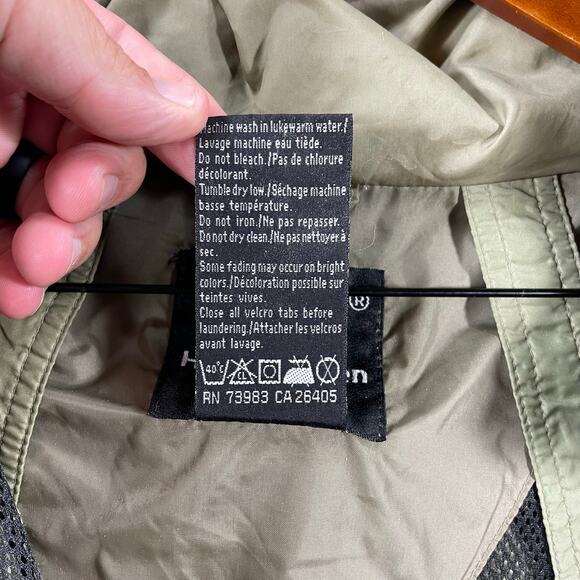 Machine wash in lukewarm water./
Lavage machine eau tiède.
Do not bleach./Pas de chlorure
décolorant.
Tumble dry low./Séchage machine
basse température.
Do not iron./Ne pas repasser.
Do not dry clean./Ne pas nettoyer à
sec.
Some fading may occur on bright
colors./Décoloration possible sur
teintes vives.
Close all velcro tabs before
laundering./Attacher les velcros
avant lavage.
40°C CL
RN 73983 CA 26405
®
H en